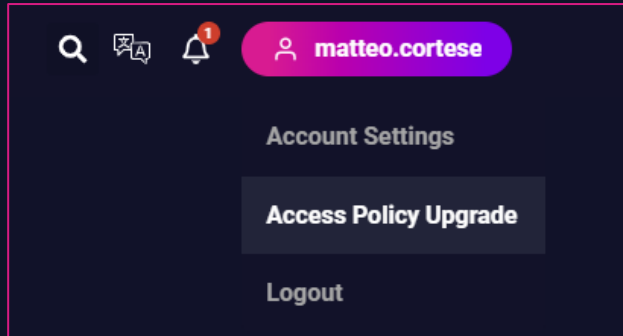 1
matteo.cortese
Account Settings
Access Policy Upgrade
Logout